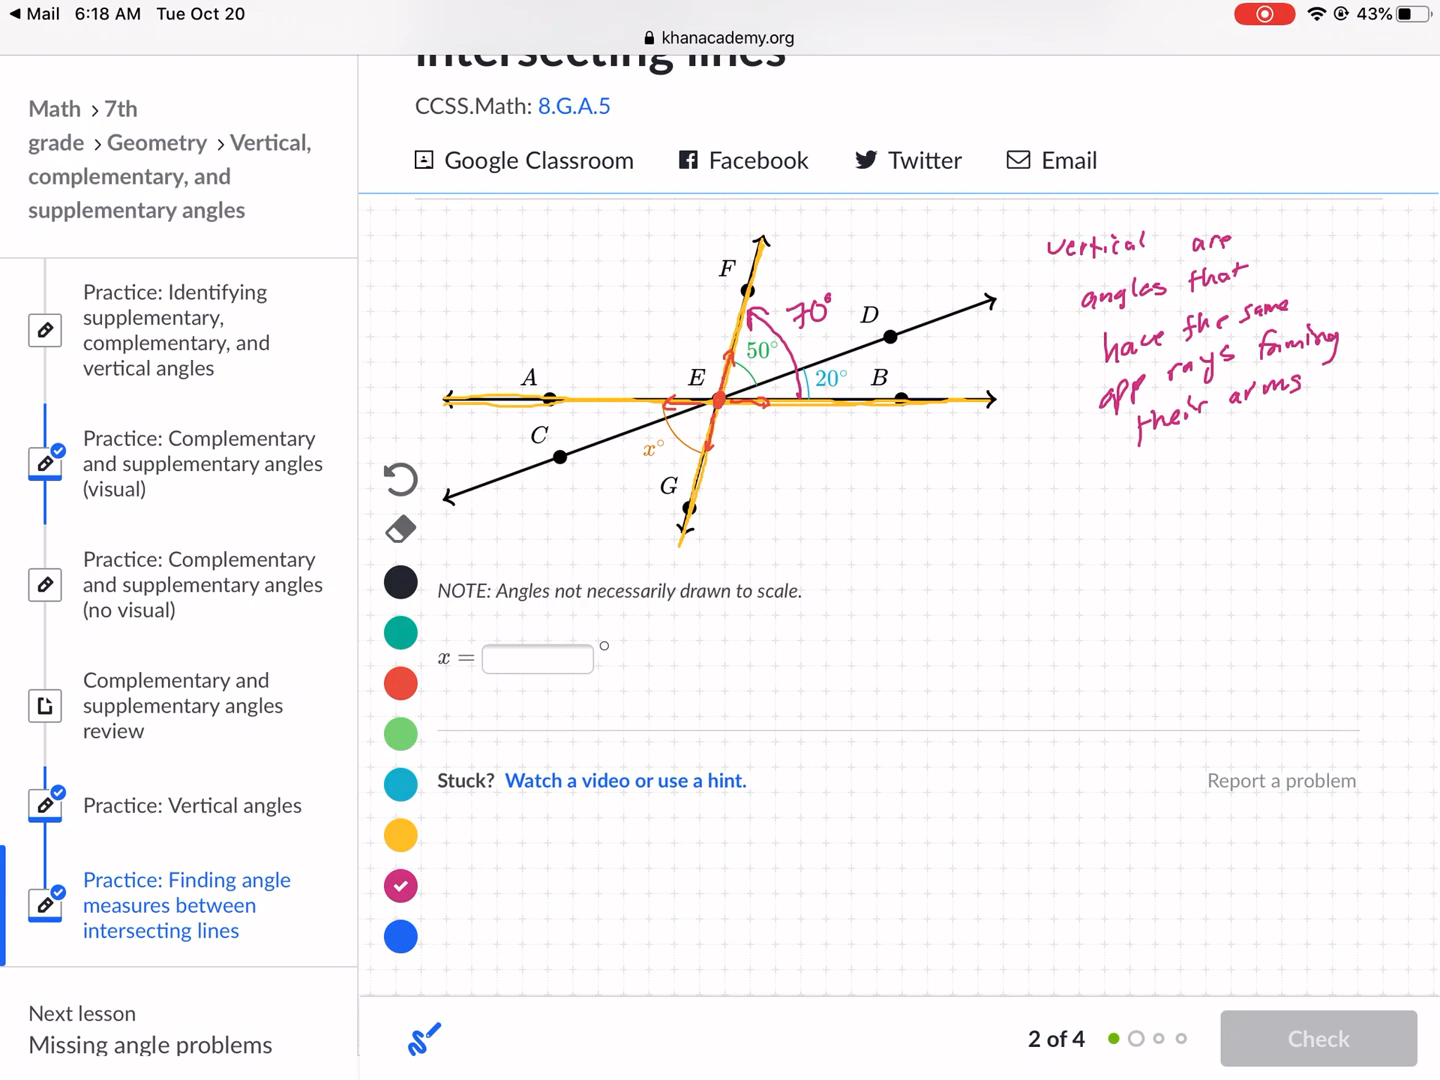 Mail 6:18 AM Tue Oct 20
43%
khanacademy.org
intersecting lines
CCSS.Math: 8.G.A.5
Google Classroom Facebook Twitter Email
Math > 7th
grade > Geometry > Vertical,
complementary, and
supplementary angles
Practice: Identifying
supplementary,
complementary, and
vertical angles
Practice: Complementary
and supplementary angles
(visual)
Practice: Complementary
and supplementary angles
(no visual)
Complementary and
supplementary angles
review
Practice: Vertical angles
Practice: Finding angle
measures between
intersecting lines
Next lesson
Missing angle problems
F
70°
D
50°
A
E
20°
B
C
x°
G
vertical are
angles that
have the same
opp rays forming
their arms
NOTE: Angles not necessarily drawn to scale.
x = °
Stuck? Watch a video or use a hint.
Report a problem
2 of 4
Check